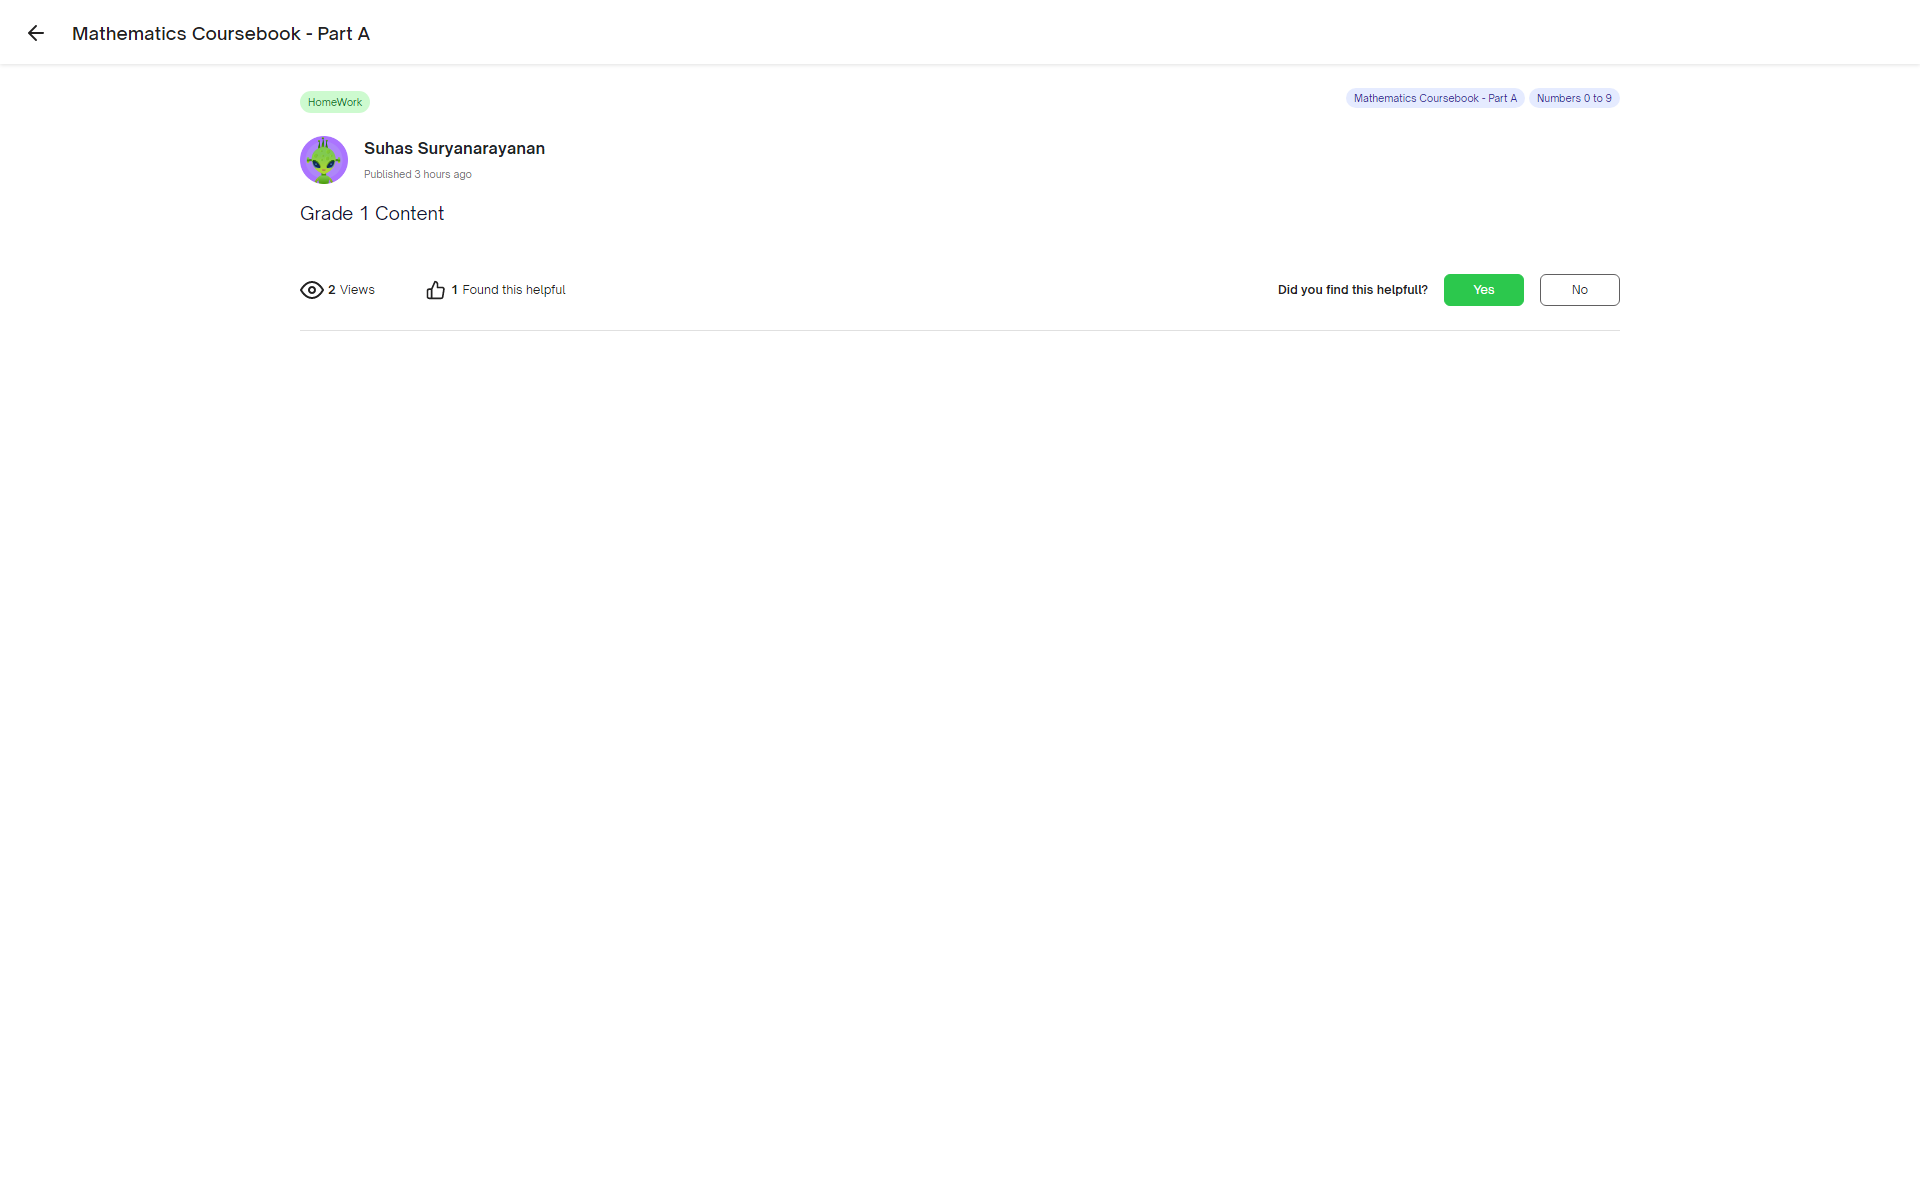 Mathematics Coursebook - Part A
HomeWork
Mathematics Coursebook - Part A
Numbers 0 to 9
Suhas Suryanarayanan
Published 3 hours ago
Grade 1 Content
2 Views
1 Found this helpful
Did you find this helpfull?
Yes
No